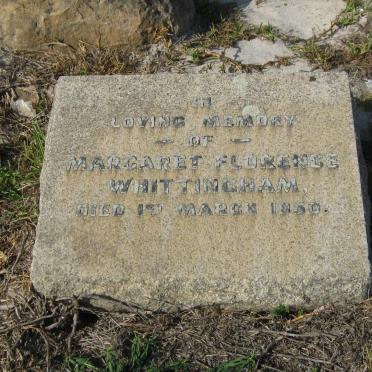 IN
LOVING MEMORY
— OF —
MARGARET FLORENCE
WHITTINGHAM,
DIED 1ST MARCH 1950.